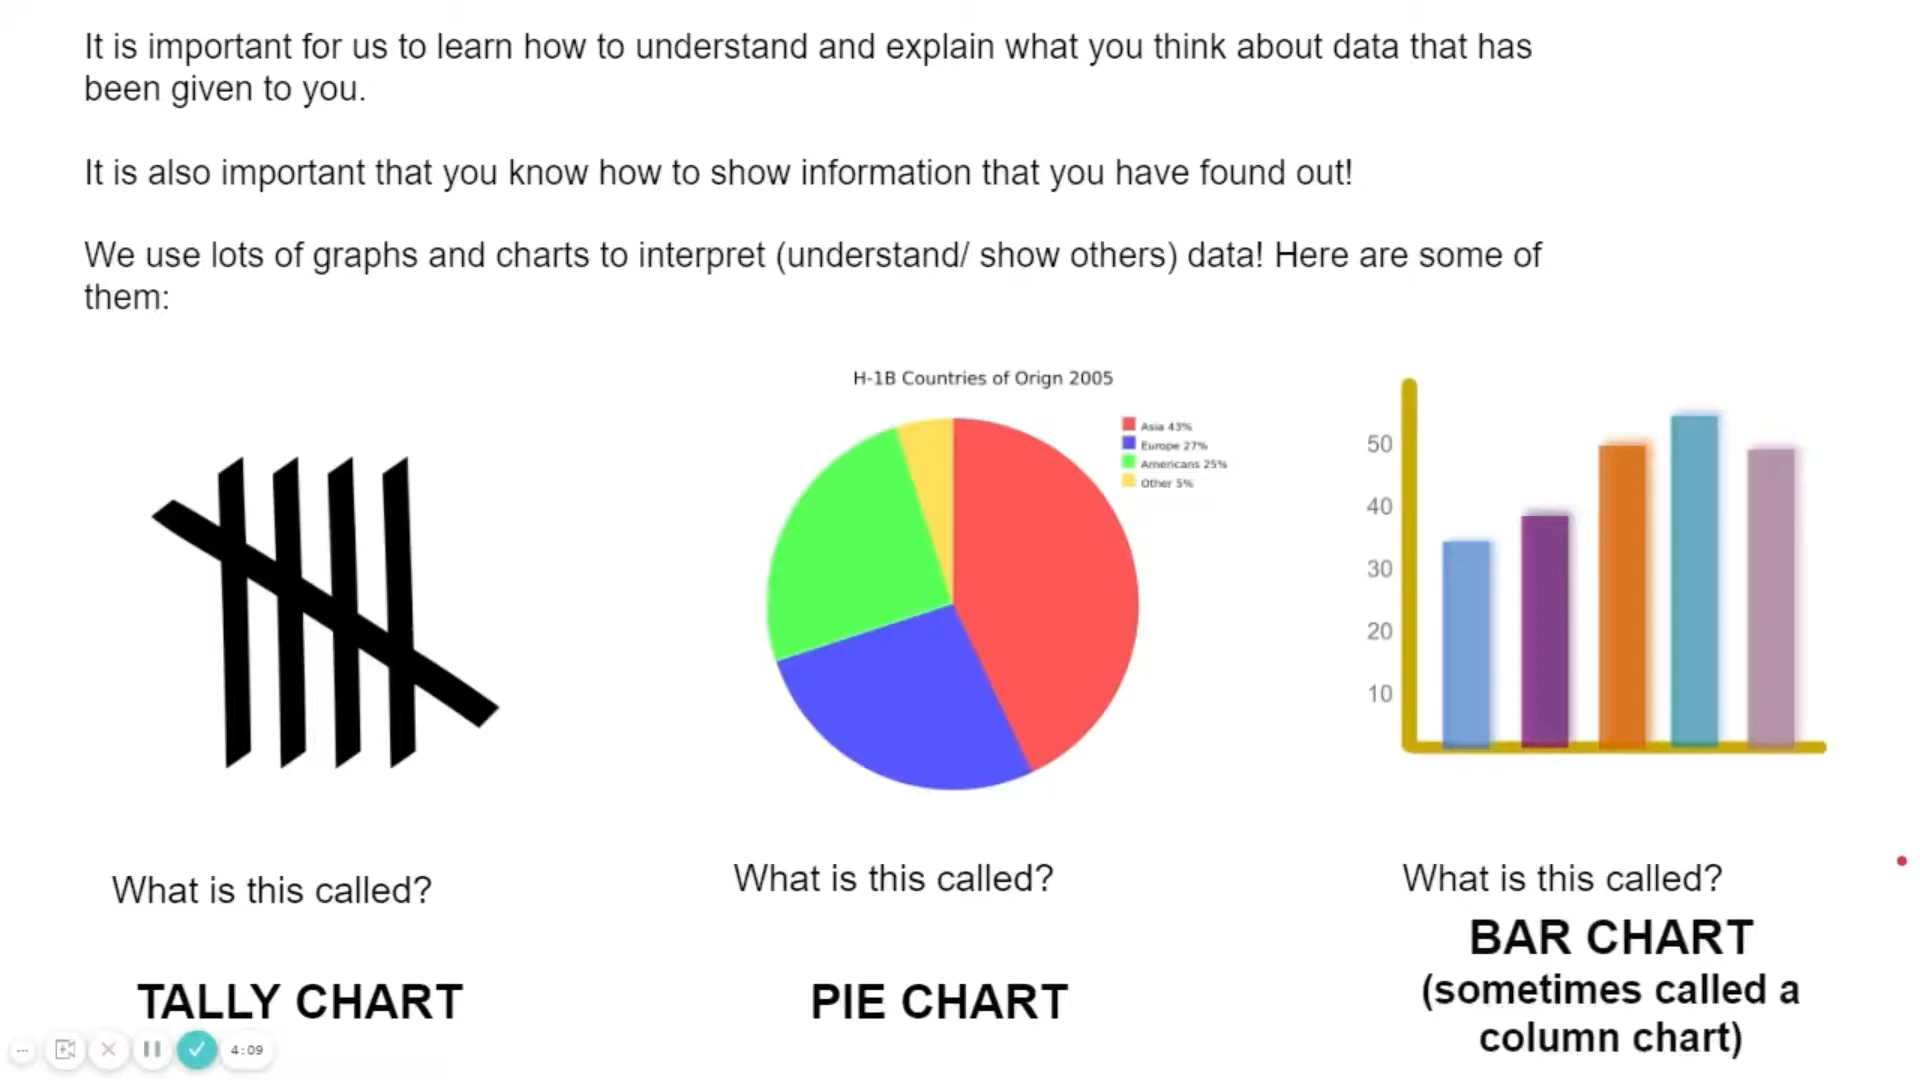 It is important for us to learn how to understand and explain what you think about data that has
been given to you.
It is also important that you know how to show information that you have found out!
We use lots of graphs and charts to interpret (understand/ show others) data! Here are some of
them:
H-1B Countries of Orign 2005
Asia 43%
Europe 27%
Americans 25%
Other 5%
50
40
30
20
10
What is this called?
TALLY CHART
What is this called?
PIE CHART
What is this called?
BAR CHART
(sometimes called a
column chart)
4:09